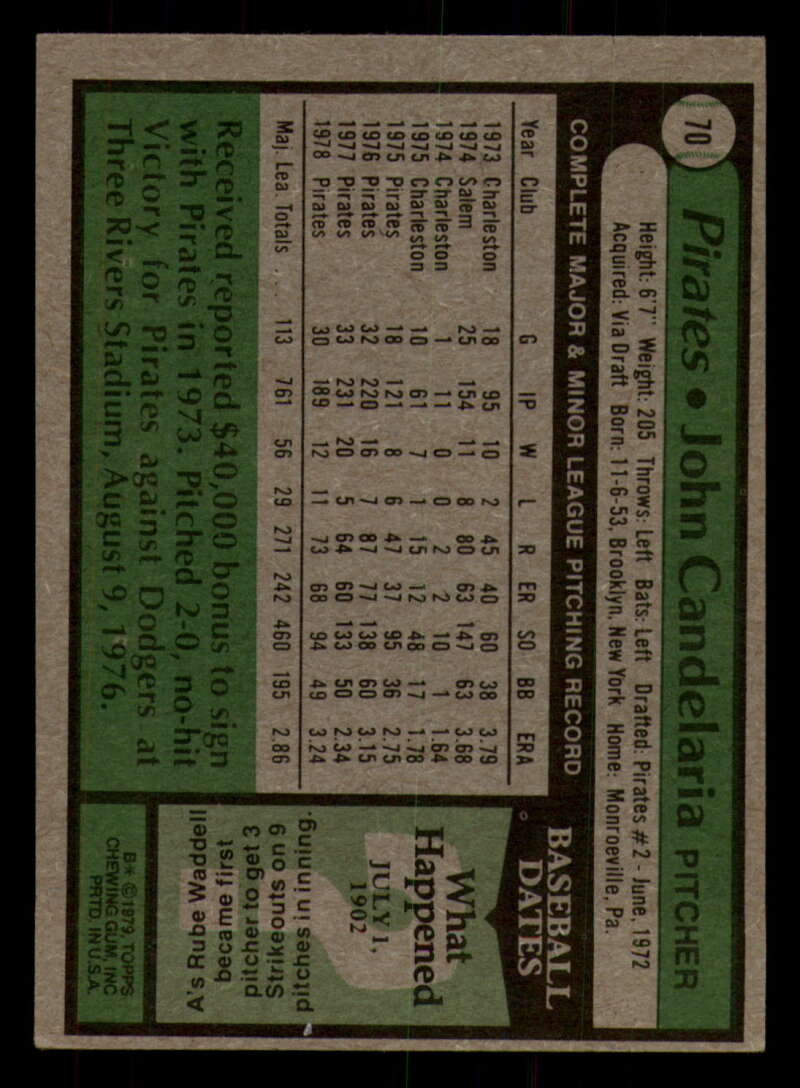 70
Pirates • John Candelaria PITCHER
Height: 6'7" Weight: 205 Throws: Left Bats: Left Drafted: Pirates #2 - June, 1972
Acquired: Via Draft Born: 11-6-53, Brooklyn, New York Home: Monroeville, Pa.
COMPLETE MAJOR & MINOR LEAGUE PITCHING RECORD
Year Club G IP W L R ER SO BB ERA
1973 Charleston 18 95 10 2 45 40 60 38 3.79
1974 Salem 25 154 11 8 80 63 147 63 3.68
1974 Charleston 1 11 0 0 2 2 10 1 1.64
1975 Charleston 10 61 7 1 15 12 48 17 1.78
1975 Pirates 18 121 8 6 47 37 95 36 2.75
1976 Pirates 32 220 16 7 87 77 138 60 3.15
1977 Pirates 33 231 20 5 64 60 133 50 2.34
1978 Pirates 30 189 12 11 73 68 94 49 3.24
Maj. Lea. Totals 113 761 56 29 271 242 460 195 2.86
Received reported $40,000 bonus to sign
with Pirates in 1973. Pitched 2-0, no-hit
Victory for Pirates against Dodgers at
Three Rivers Stadium, August 9, 1976.
BASEBALL
DATES
What
Happened
JULY 1,
1902
A's Rube Waddell
became first
pitcher to get 3
Strikeouts on 9
pitches in inning.
B* © 1979, TOPPS
CHEWING GUM, INC
PRTD. IN U.S.A.